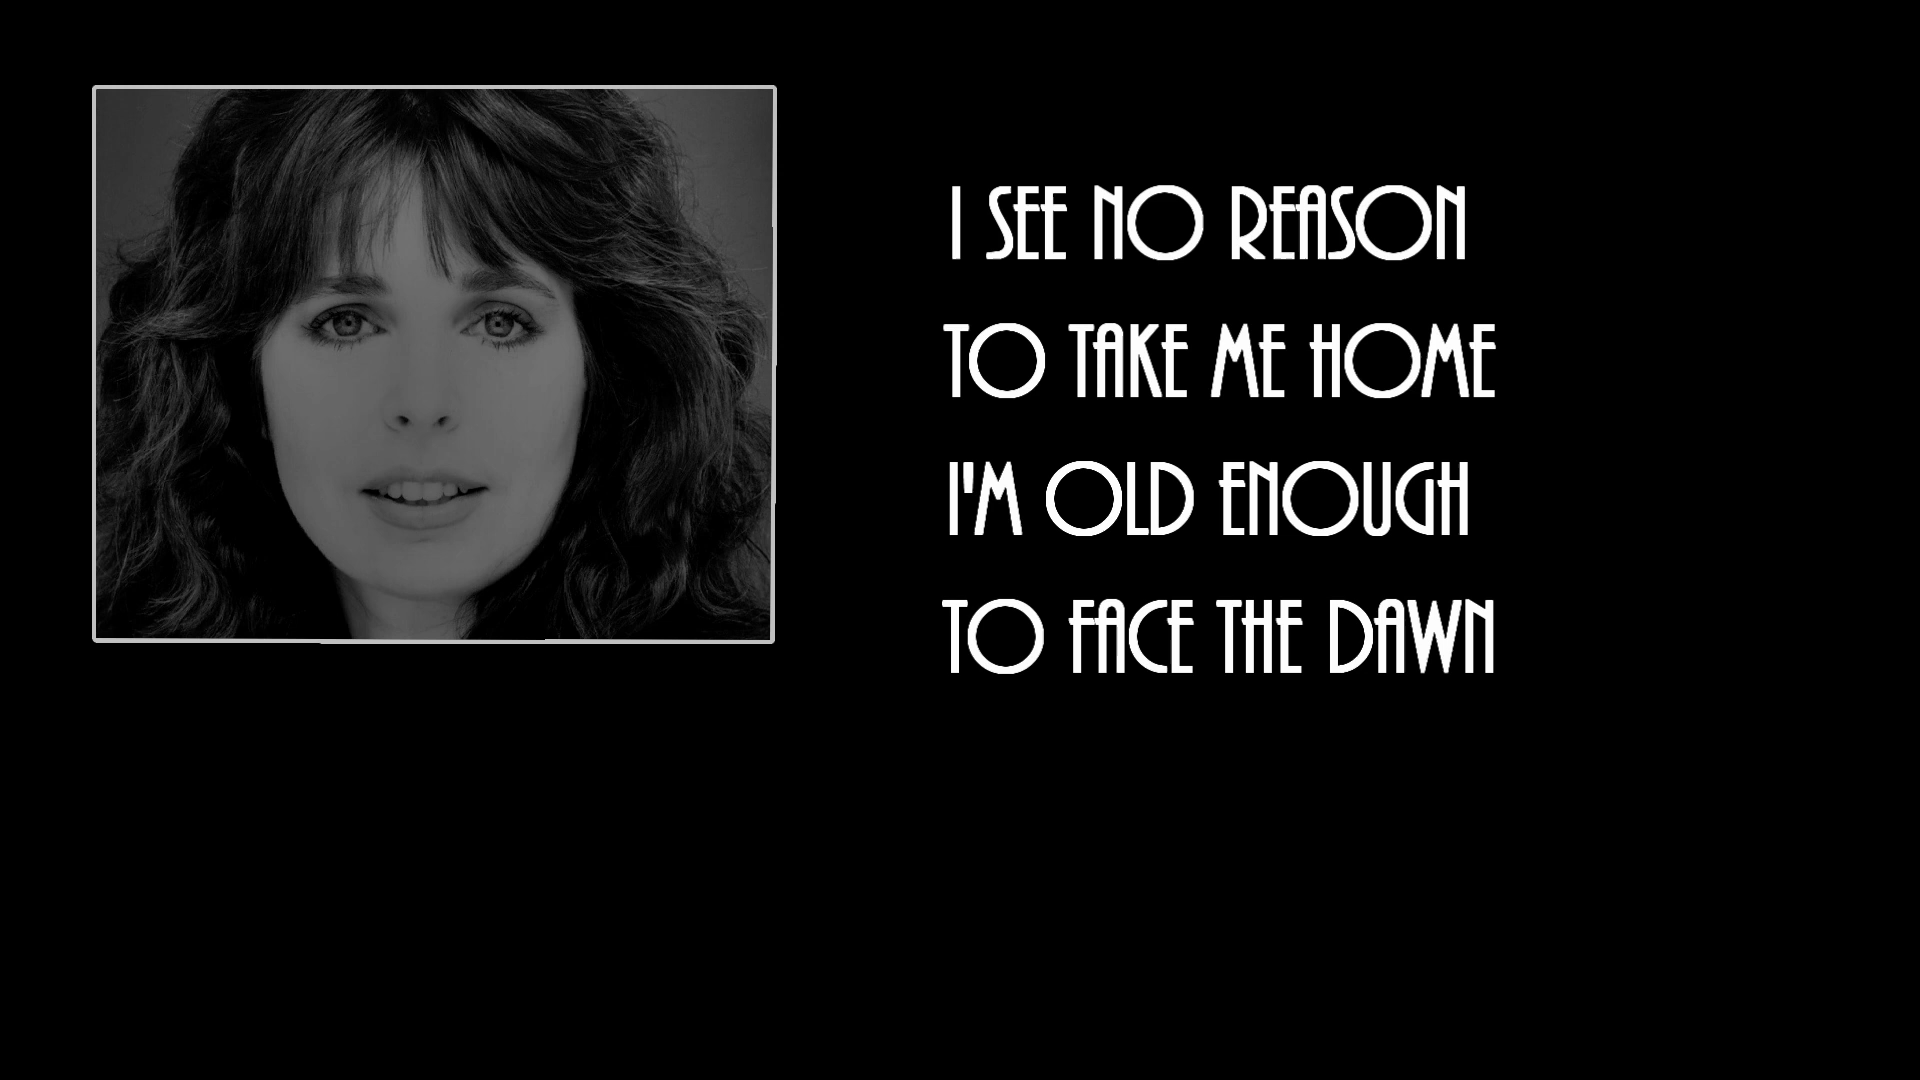 I SEE NO REASON
TO TAKE ME HOME
I'M OLD ENOUGH
TO FACE THE DAWN